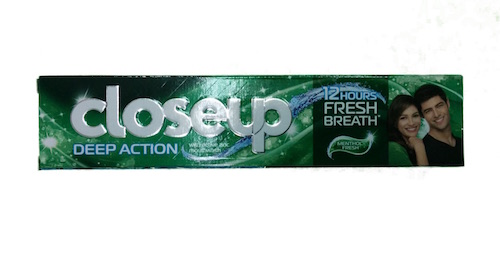 closeup
DEEP ACTION
12 HOURS
FRESH
BREATH*
MENTHOL
FRESH